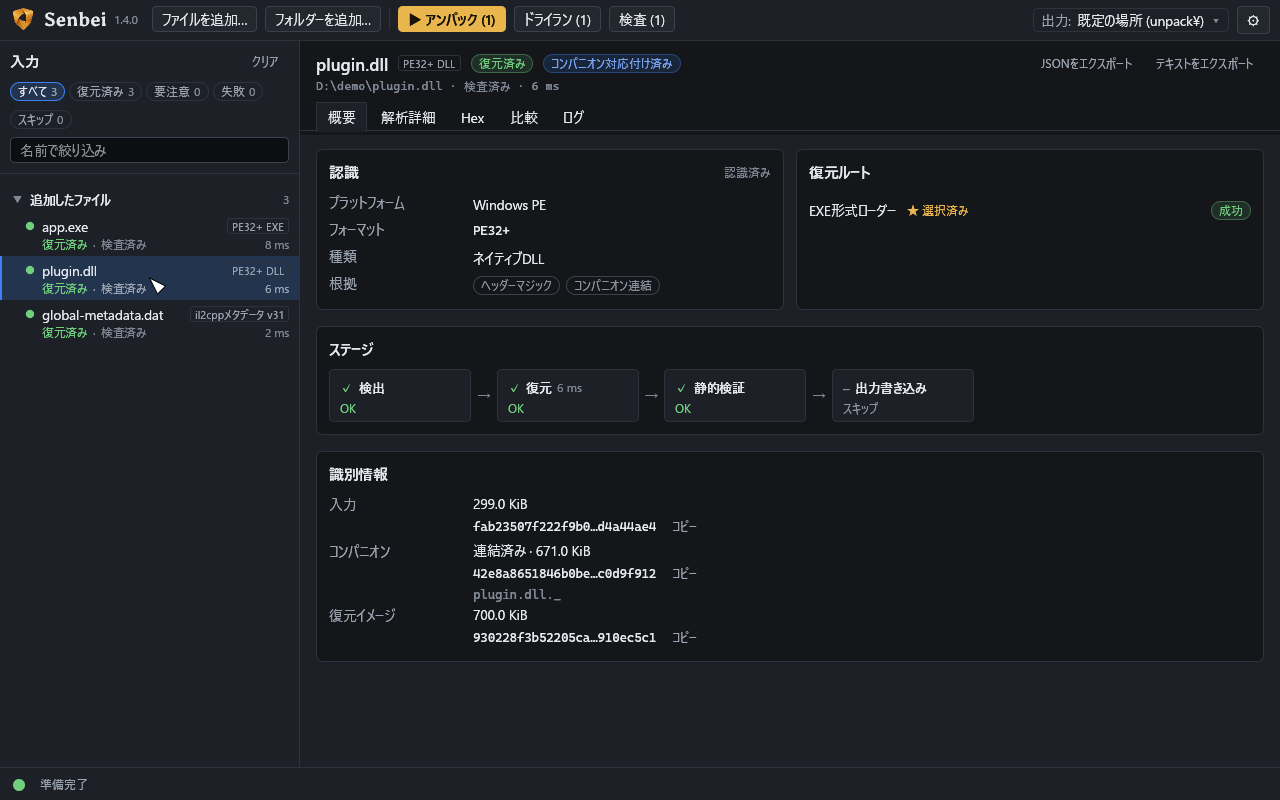 Senbei 1.4.0 ファイルを追加... フォルダーを追加... ▶ アンパック (1) ドライラン (1) 検査 (1) 出力: 既定の場所 (unpack¥)
入力 クリア
すべて 3 復元済み 3 要注意 0 失敗 0
スキップ 0
名前で絞り込み
▼ 追加したファイル 3
app.exe PE32+ EXE
復元済み · 検査済み 8 ms
plugin.dll PE32+ DLL
復元済み · 検査済み 6 ms
global-metadata.dat il2cppメタデータ v31
復元済み · 検査済み 2 ms
plugin.dll PE32+ DLL 復元済み コンパニオン対応付け済み JSONをエクスポート テキストをエクスポート
D:\demo\plugin.dll · 検査済み · 6 ms
概要 解析詳細 Hex 比較 ログ
認識 認識済み
プラットフォーム Windows PE
フォーマット PE32+
種類 ネイティブDLL
根拠 ヘッダーマジック コンパニオン連結
復元ルート
EXE形式ローダー ★ 選択済み 成功
ステージ
✓ 検出 → ✓ 復元 6 ms → ✓ 静的検証 → – 出力書き込み
OK OK OK スキップ
識別情報
入力 299.0 KiB
fab23507f222f9b0…d4a44ae4 コピー
コンパニオン 連結済み · 671.0 KiB
42e8a8651846b0be…c0d9f912 コピー
plugin.dll._
復元イメージ 700.0 KiB
930228f3b52205ca…910ec5c1 コピー
準備完了